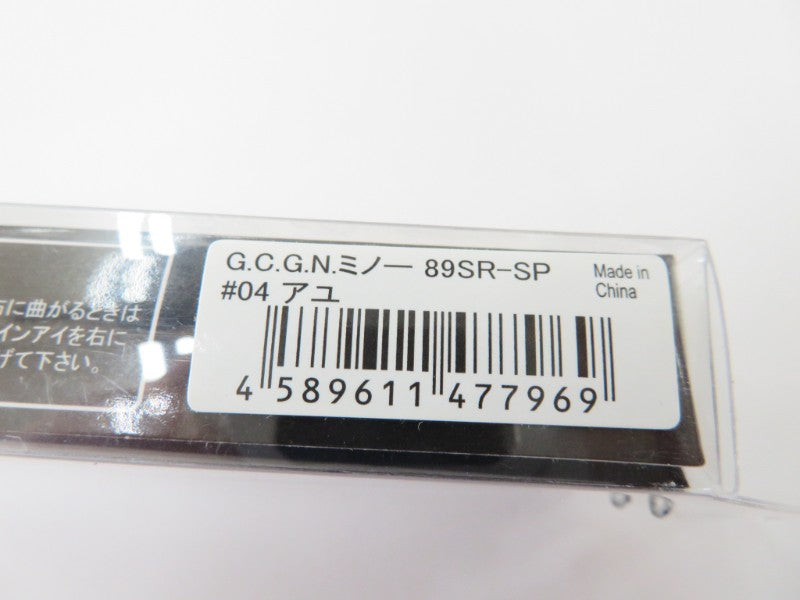 G.C.G.N.ミノー 89SR-SP
#04 アユ
Made in
China
4 589611 477969
に曲がるときは
インアイを右に
げて下さい。